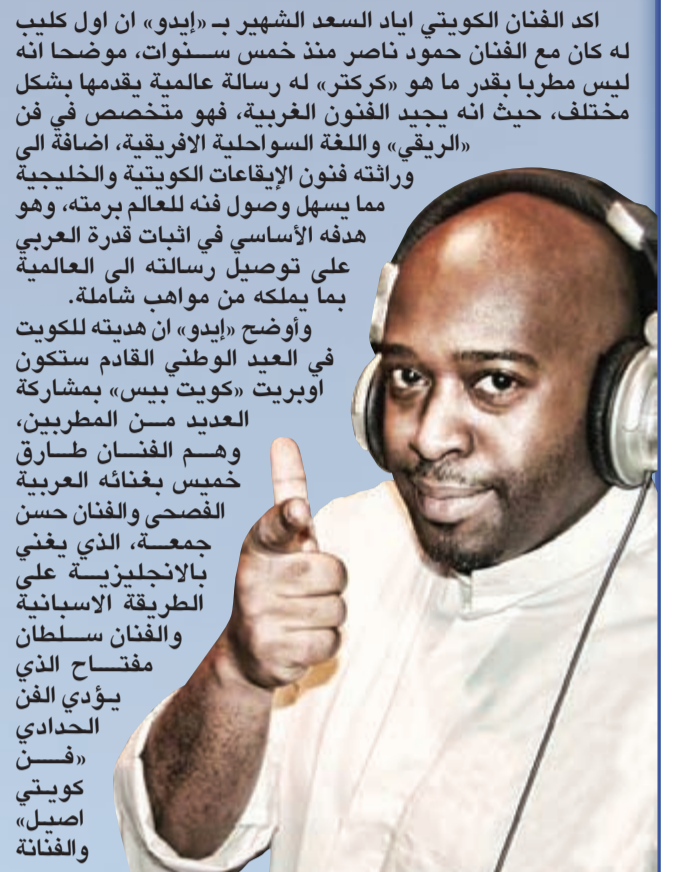 اكد الفنان الكويتي اياد السعد الشهير بـ «إيدو» ان اول كليب
له كان مع الفنان حمود ناصر منذ خمس سنوات، موضحا انه
ليس مطربا بقدر ما هو «كركتر» له رسالة عالمية يقدمها بشكل
مختلف، حيث انه يجيد الفنون الغربية، فهو متخصص في فن
«الريقي» واللغة السواحلية الافريقية، اضافة الى
وراثته فنون الإيقاعات الكويتية والخليجية
مما يسهل وصول فنه للعالم برمته، وهو
هدفه الأساسي في اثبات قدرة العربي
على توصيل رسالته الى العالمية
بما يملكه من مواهب شاملة.
وأوضح «إيدو» ان هديته للكويت
في العيد الوطني القادم ستكون
اوبريت «كويت بيس» بمشاركة
العديد من المطربين،
وهم الفنان طارق
خميس بغنائه العربية
الفصحى والفنان حسن
جمعة، الذي يغني
بالانجليزية على
الطريقة الاسبانية
والفنان سلطان
مفتاح الذي
يؤدي الفن
الحدادي
«فن
كويتي
اصيل»
والفنانة